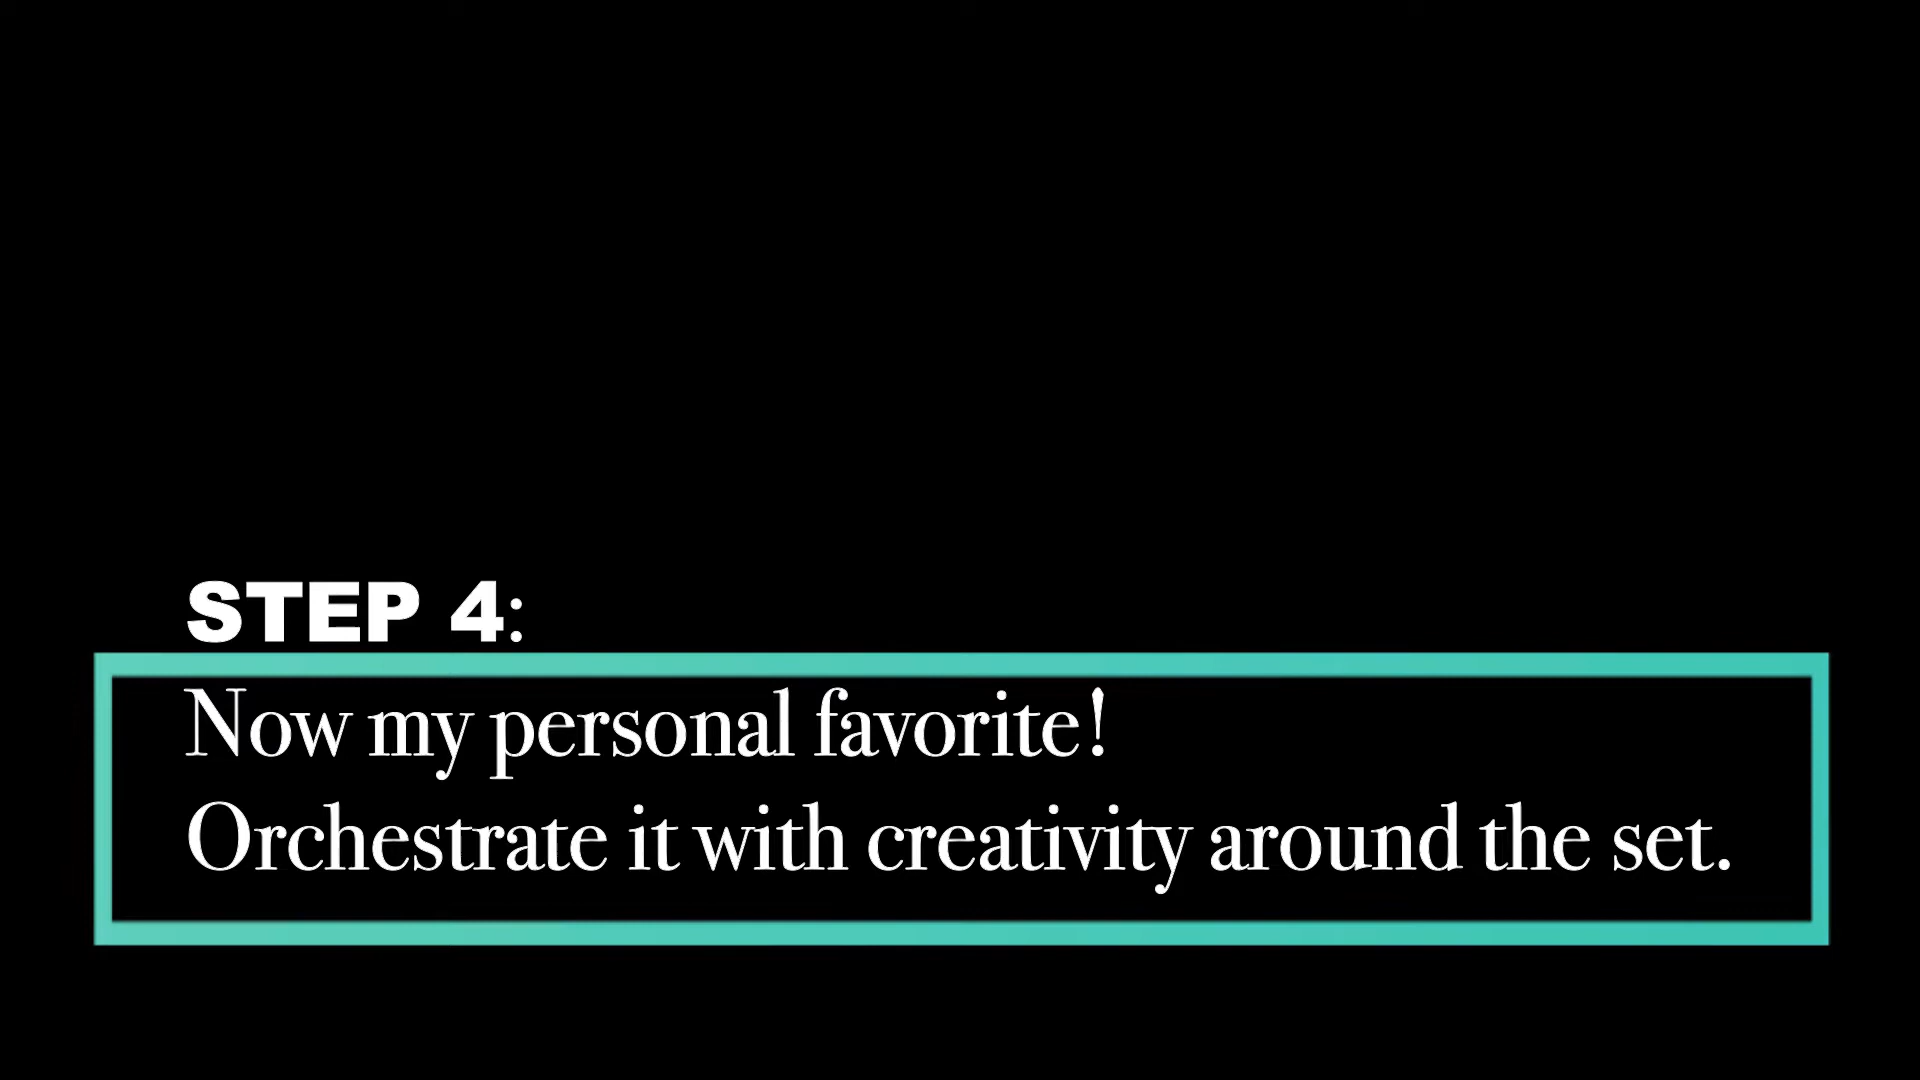 STEP 4:
Now my personal favorite!
Orchestrate it with creativity around the set.